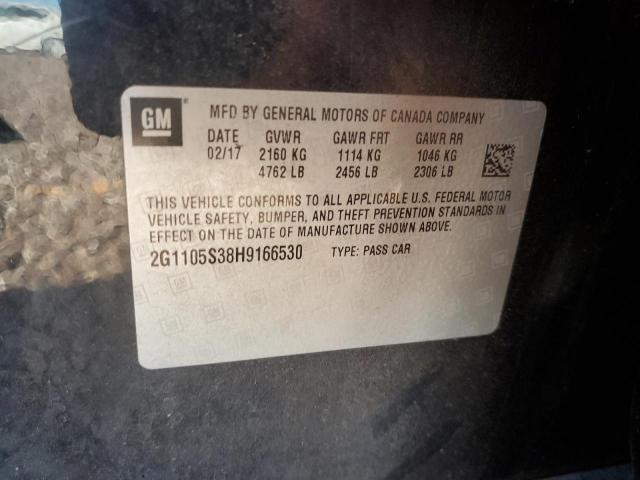 GM
MFD BY GENERAL MOTORS OF CANADA COMPANY
DATE GVWR GAWR FRT GAWR RR
02/17 2160 KG 1114 KG 1046 KG
4762 LB 2456 LB 2306 LB
THIS VEHICLE CONFORMS TO ALL APPLICABLE U.S. FEDERAL MOTOR
VEHICLE SAFETY, BUMPER, AND THEFT PREVENTION STANDARDS IN
EFFECT ON THE DATE OF MANUFACTURE SHOWN ABOVE.
2G1105S38H9166530 TYPE: PASS CAR